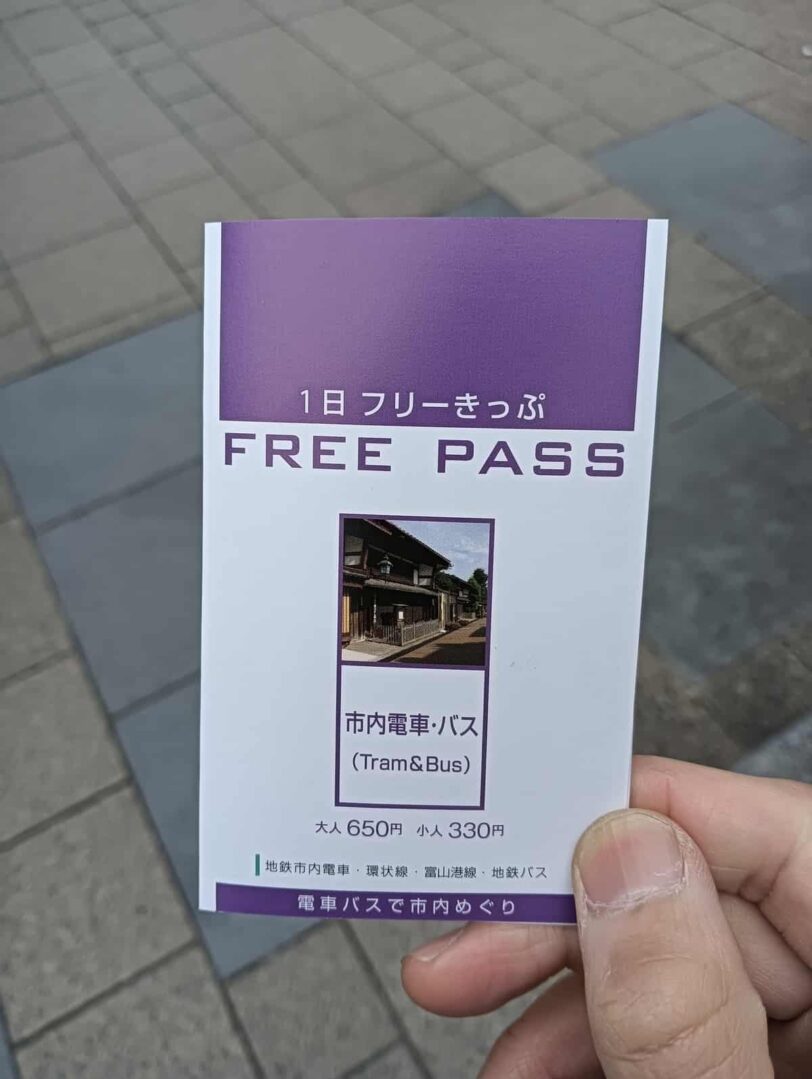 1日 フリーきっぷ
FREE PASS
市内電車・バス
(Tram&Bus)
大人 650円 小人 330円
地鉄市内電車・環状線・富山港線・地鉄バス
電車バスで市内めぐり